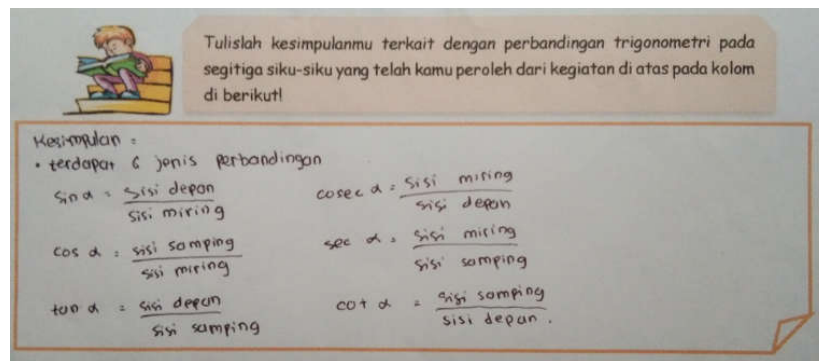 Tulislah kesimpulanmu terkait dengan perbandingan trigonometri pada
segitiga siku-siku yang telah kamu peroleh dari kegiatan di atas pada kolom
di berikut!
Kesimpulan :
• terdapat 6 jenis perbandingan
sin α = sisi depan / sisi miring
cosec α = sisi miring / sisi depan
cos α = sisi samping / sisi miring
sec α = sisi miring / sisi samping
tan α = sisi depan / sisi samping
cot α = sisi samping / sisi depan.